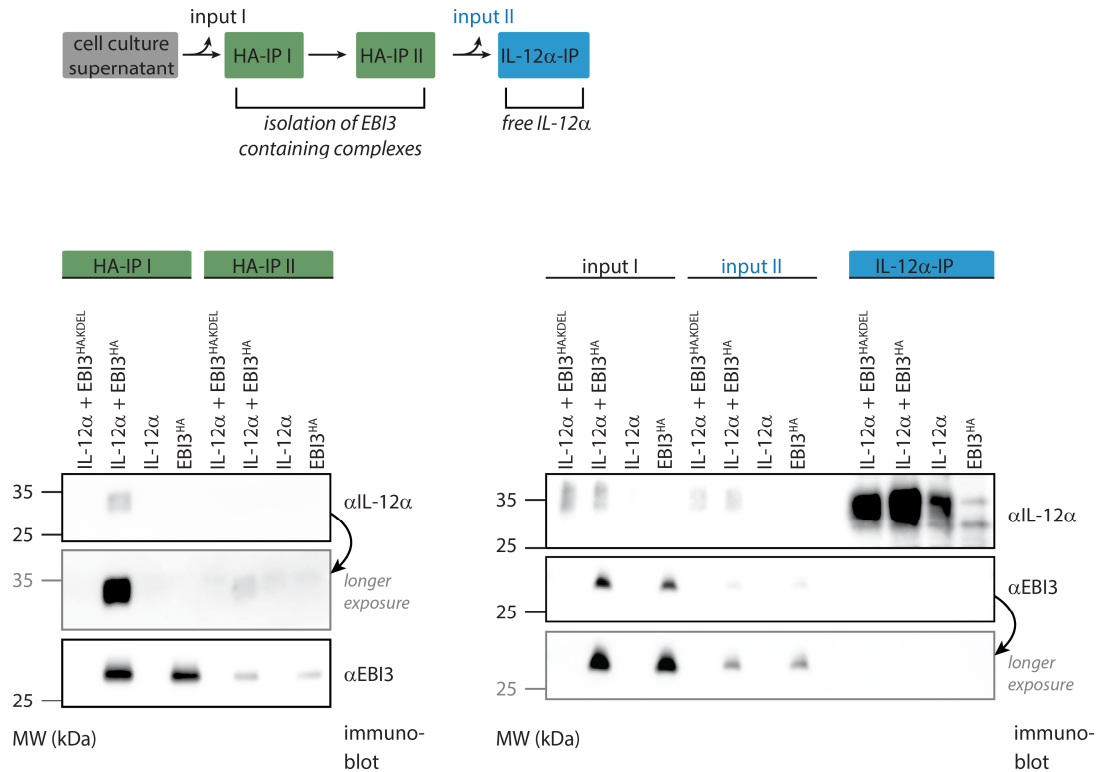 input I
input II
cell culture
supernatant
HA-IP I
HA-IP II
IL-12α-IP
isolation of EBI3
containing complexes
free IL-12α
HA-IP I
HA-IP II
IL-12α + EBI3HA,KDEL
IL-12α + EBI3HA
IL-12α
EBI3HA
IL-12α + EBI3HA,KDEL
IL-12α + EBI3HA
IL-12α
EBI3HA
35
25
αIL-12α
35
longer
exposure
αEBI3
25
MW (kDa)
immuno-
blot
input I
input II
IL-12α-IP
IL-12α + EBI3HA,KDEL
IL-12α + EBI3HA
IL-12α
EBI3HA
IL-12α + EBI3HA,KDEL
IL-12α + EBI3HA
IL-12α
EBI3HA
IL-12α + EBI3HA,KDEL
IL-12α + EBI3HA
IL-12α
EBI3HA
35
αIL-12α
25
αEBI3
25
longer
exposure
25
MW (kDa)
immuno-
blot